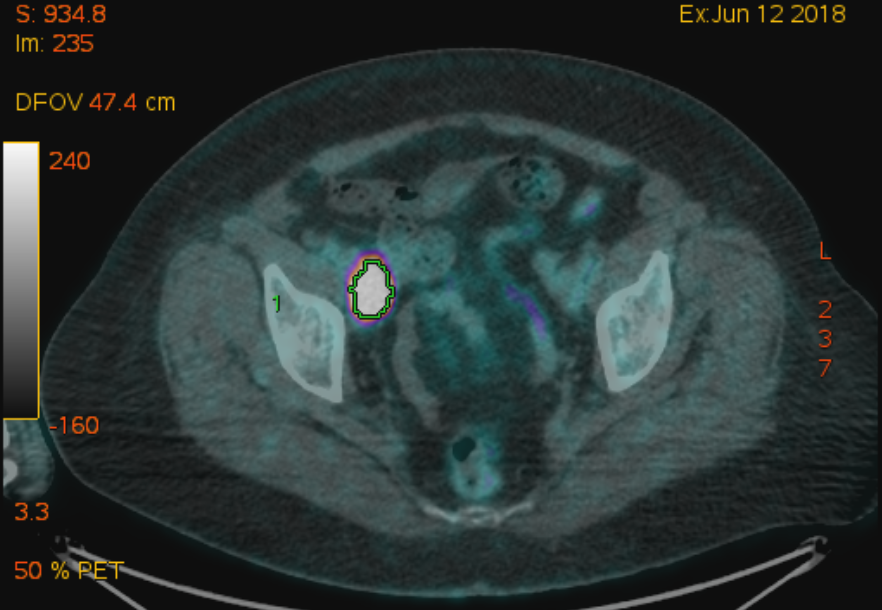 S: 934.8
Ex:Jun 12 2018
Im: 235
DFOV 47.4 cm
240
L
1
2
3
7
-160
3.3
50 % PET